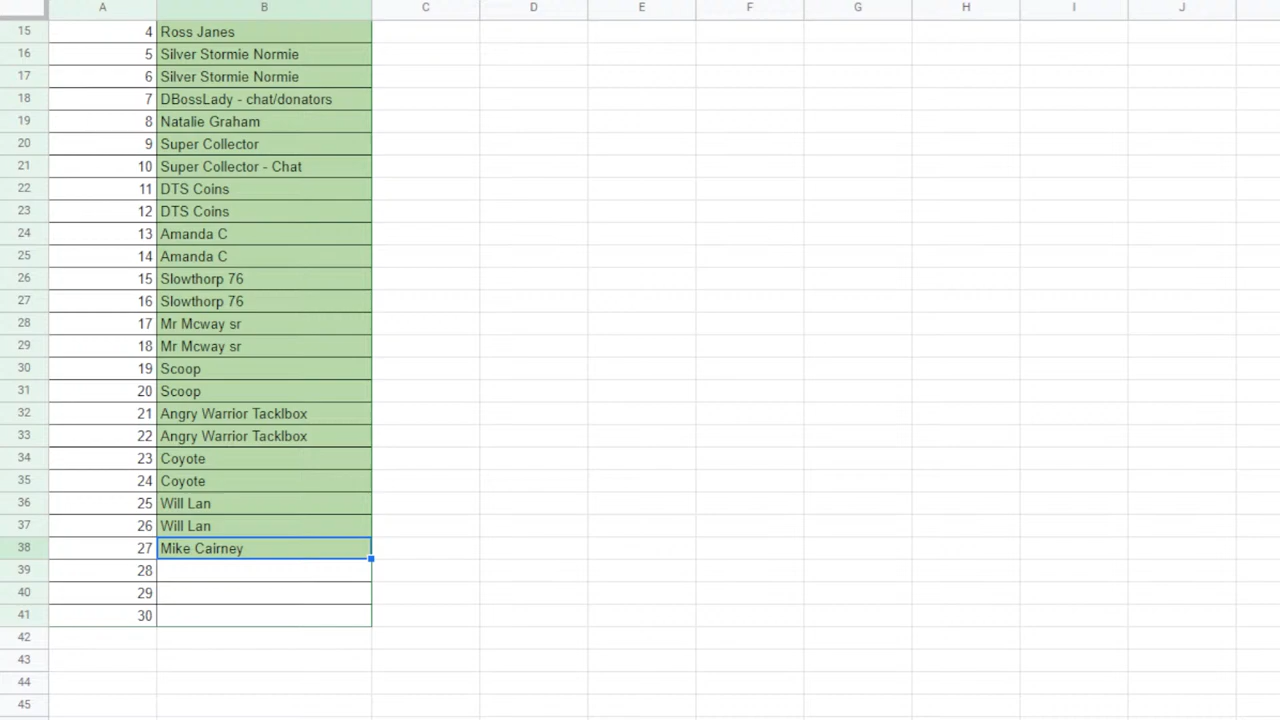 A B C D E F G H I J
15 4 Ross Janes
16 5 Silver Stormie Normie
17 6 Silver Stormie Normie
18 7 DBossLady - chat/donators
19 8 Natalie Graham
20 9 Super Collector
21 10 Super Collector - Chat
22 11 DTS Coins
23 12 DTS Coins
24 13 Amanda C
25 14 Amanda C
26 15 Slowthorp 76
27 16 Slowthorp 76
28 17 Mr Mcway sr
29 18 Mr Mcway sr
30 19 Scoop
31 20 Scoop
32 21 Angry Warrior Tacklbox
33 22 Angry Warrior Tacklbox
34 23 Coyote
35 24 Coyote
36 25 Will Lan
37 26 Will Lan
38 27 Mike Cairney
39 28
40 29
41 30
42
43
44
45